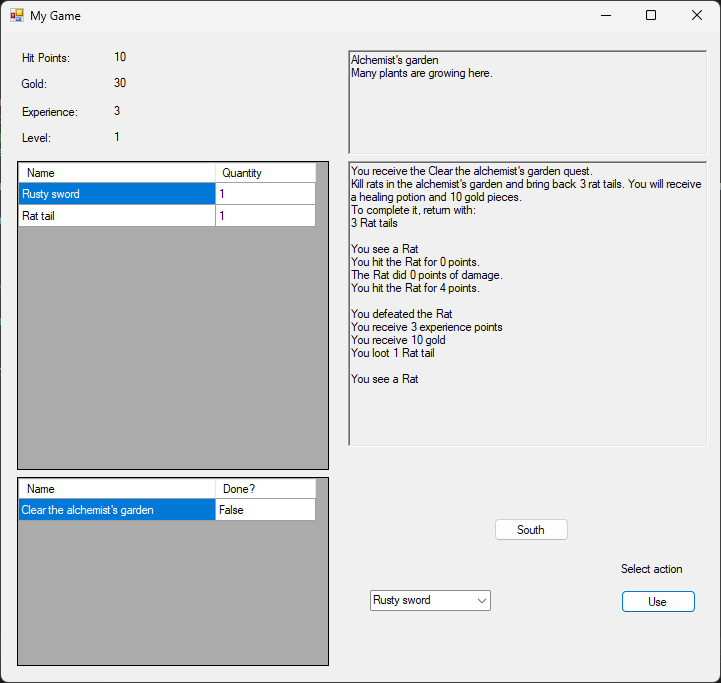 My Game
Hit Points: 10
Gold: 30
Experience: 3
Level: 1
Name Quantity
Rusty sword 1
Rat tail 1
Name Done?
Clear the alchemist's garden False
Alchemist's garden
Many plants are growing here.
You receive the Clear the alchemist's garden quest.
Kill rats in the alchemist's garden and bring back 3 rat tails. You will receive
a healing potion and 10 gold pieces.
To complete it, return with:
3 Rat tails
You see a Rat
You hit the Rat for 0 points.
The Rat did 0 points of damage.
You hit the Rat for 4 points.
You defeated the Rat
You receive 3 experience points
You receive 10 gold
You loot 1 Rat tail
You see a Rat
South
Select action
Rusty sword
Use